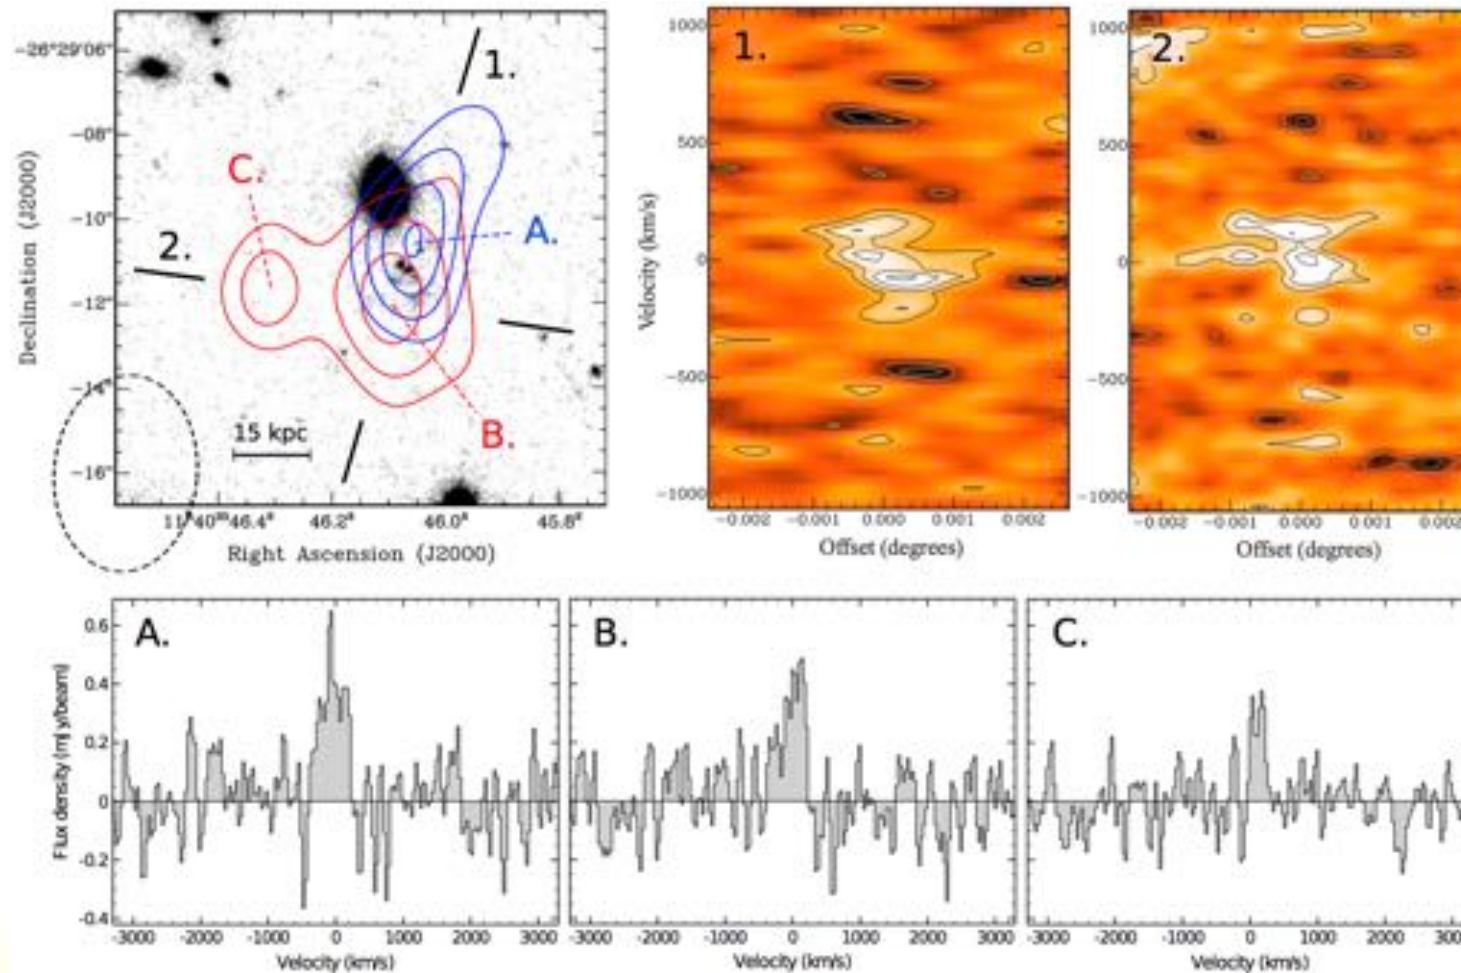 -26°29'06"
-08"
-10"
-12"
-14"
-16"
Declination (J2000)
1.
2.
A.
B.
C.
15 kpc
11ʰ40ᵐ46.4ˢ
46.2ˢ
46.0ˢ
45.8ˢ
Right Ascension (J2000)
1.
1000
500
0
-500
-1000
Velocity (km/s)
-0.002
-0.001
0.000
0.001
0.002
Offset (degrees)
2.
1000
500
0
-500
-1000
-0.002
-0.001
0.000
0.001
0.002
Offset (degrees)
A.
0.6
0.4
0.2
0
-0.2
-0.4
Flux density (mJy/beam)
-3000 -2000 -1000 0 1000 2000 3000
Velocity (km/s)
B.
-3000 -2000 -1000 0 1000 2000 3000
Velocity (km/s)
C.
-3000 -2000 -1000 0 1000 2000 3000
Velocity (km/s)